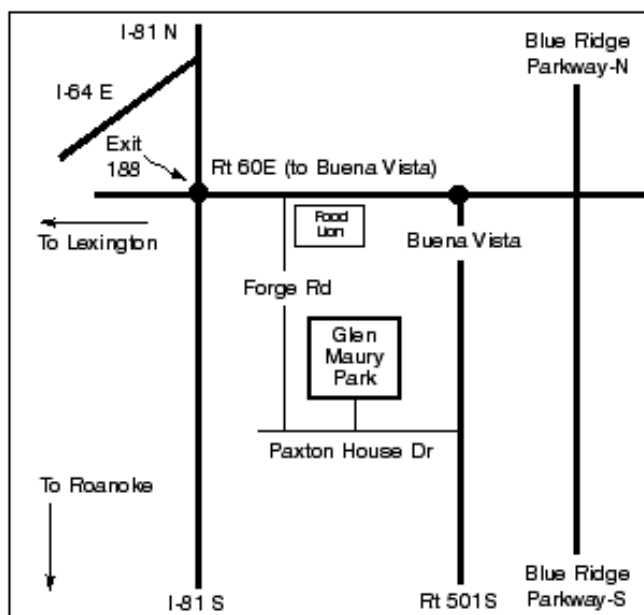 I-81 N
Blue Ridge
Parkway-N
I-64 E
Exit
188
Rt 60E (to Buena Vista)
Food
Lion
To Lexington
Buena Vista
Forge Rd
Glen
Maury
Park
Paxton House Dr
To Roanoke
I-81 S
Rt 501S
Blue Ridge
Parkway-S